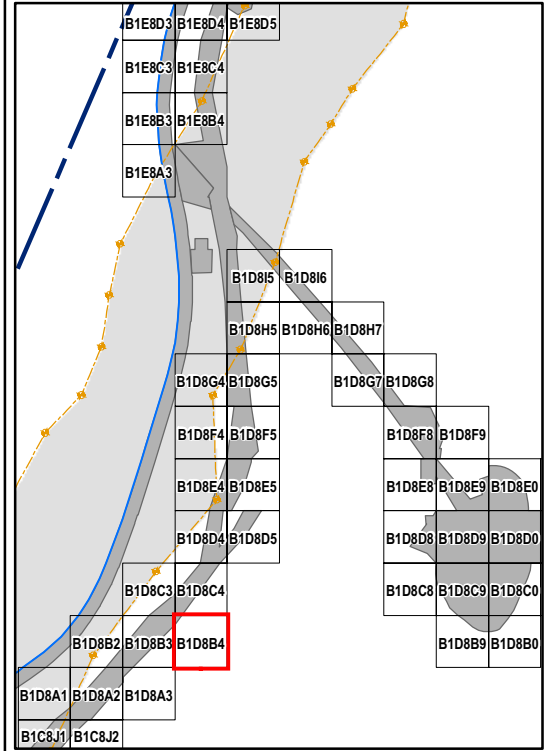 B1E8D3 B1E8D4 B1E8D5
B1E8C3 B1E8C4
B1E8B3 B1E8B4
B1E8A3
B1D8I5 B1D8I6
B1D8H5 B1D8H6 B1D8H7
B1D8G4 B1D8G5 B1D8G7 B1D8G8
B1D8F4 B1D8F5 B1D8F8 B1D8F9
B1D8E4 B1D8E5 B1D8E8 B1D8E9 B1D8E0
B1D8D4 B1D8D5 B1D8D8 B1D8D9 B1D8D0
B1D8C3 B1D8C4 B1D8C8 B1D8C9 B1D8C0
B1D8B2 B1D8B3 B1D8B4 B1D8B9 B1D8B0
B1D8A1 B1D8A2 B1D8A3
B1C8J1 B1C8J2